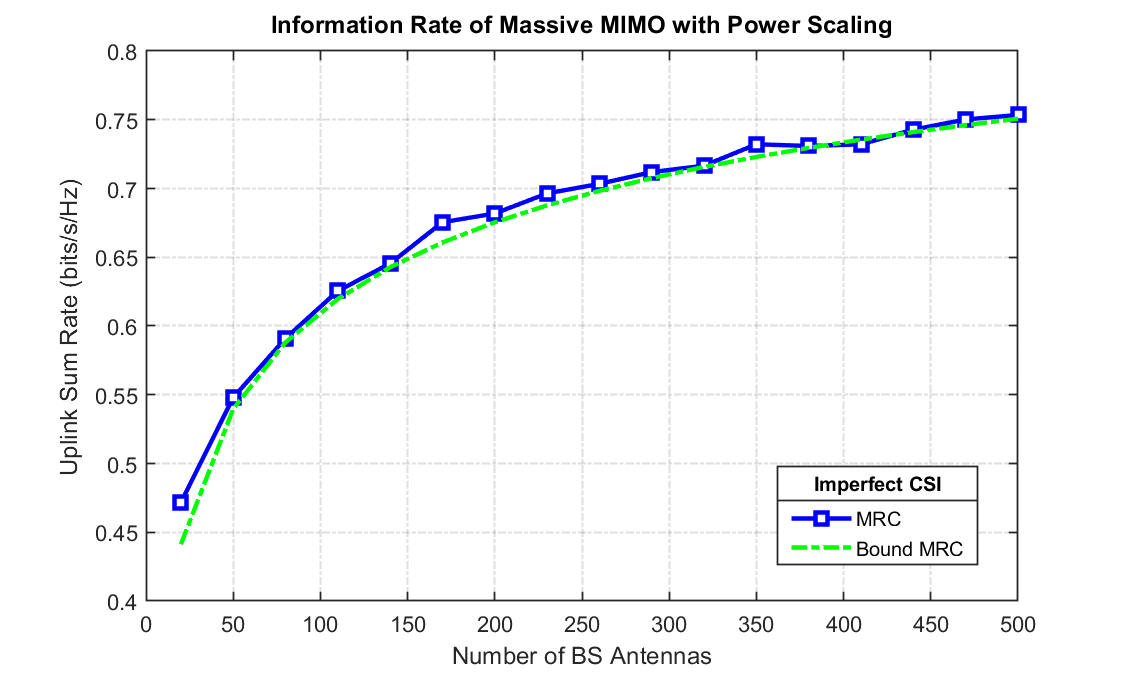 Information Rate of Massive MIMO with Power Scaling
0.8
0.75
0.7
0.65
0.6
0.55
0.5
0.45
0.4
Uplink Sum Rate (bits/s/Hz)
Imperfect CSI
MRC
Bound MRC
0 50 100 150 200 250 300 350 400 450 500
Number of BS Antennas